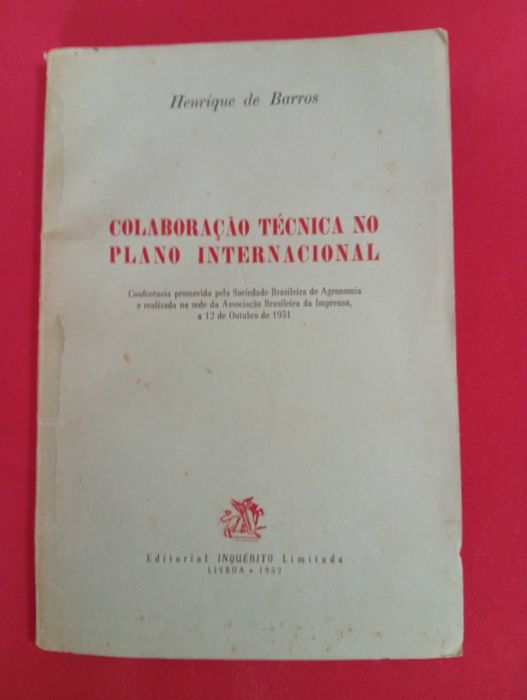 Henrique de Barros
COLABORAÇÃO TÉCNICA NO
PLANO INTERNACIONAL
Conferência promovida pela Sociedade Brasileira de Agronomia
e realizada na sede da Associação Brasileira da Imprensa,
a 12 de Outubro de 1951
Editorial INQUÉRITO Limitada
LISBOA • 1952